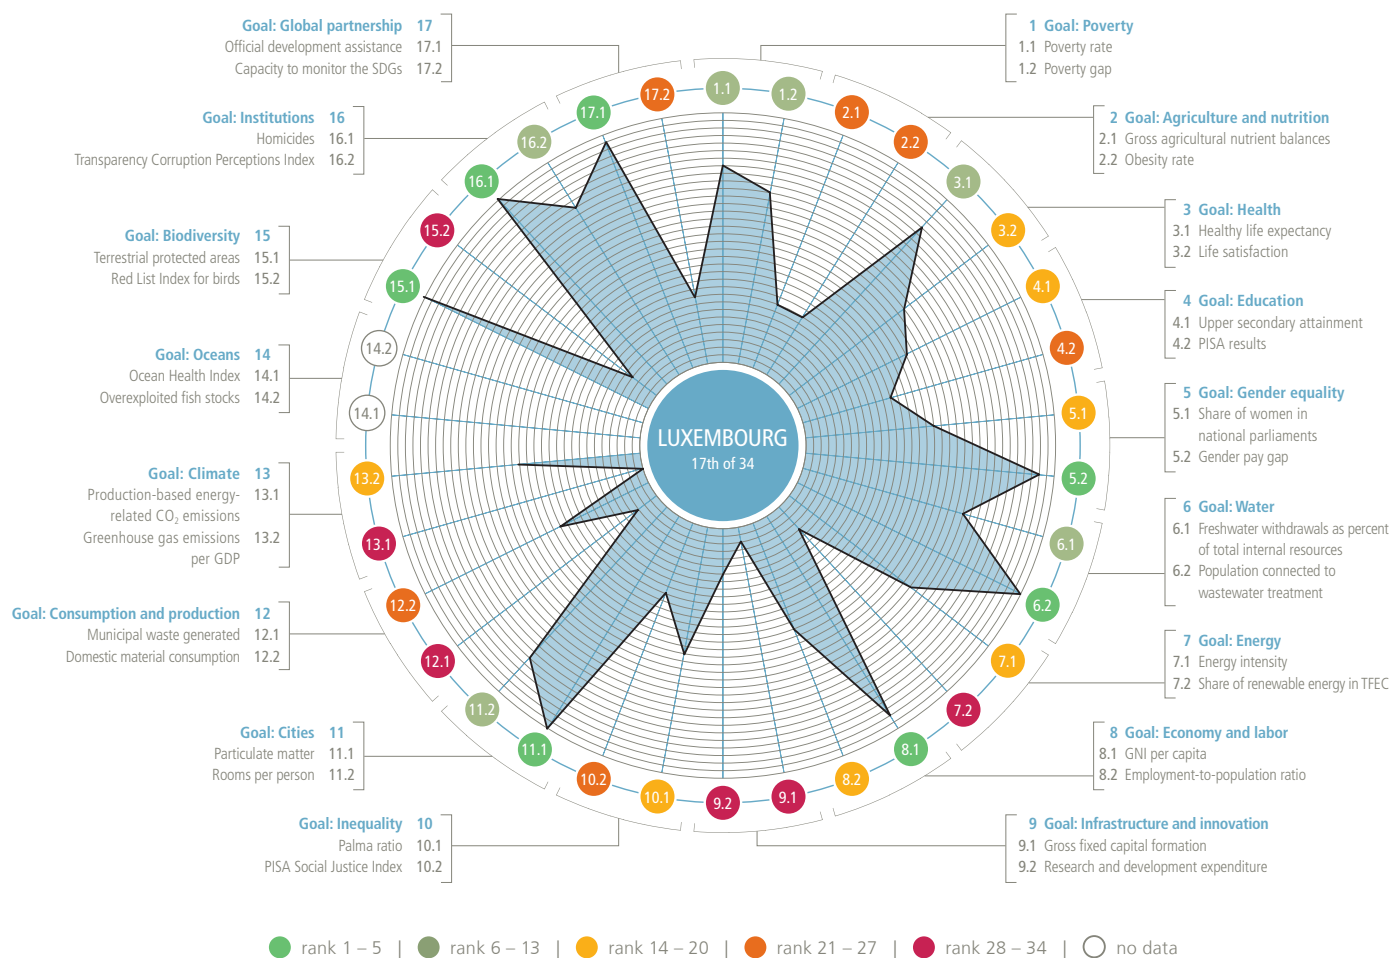 Goal: Global partnership 17
Official development assistance 17.1
Capacity to monitor the SDGs 17.2
Goal: Institutions 16
Homicides 16.1
Transparency Corruption Perceptions Index 16.2
Goal: Biodiversity 15
Terrestrial protected areas 15.1
Red List Index for birds 15.2
Goal: Oceans 14
Ocean Health Index 14.1
Overexploited fish stocks 14.2
Goal: Climate 13
Production-based energy- 13.1
related CO₂ emissions
Greenhouse gas emissions 13.2
per GDP
Goal: Consumption and production 12
Municipal waste generated 12.1
Domestic material consumption 12.2
Goal: Cities 11
Particulate matter 11.1
Rooms per person 11.2
Goal: Inequality 10
Palma ratio 10.1
PISA Social Justice Index 10.2
1 Goal: Poverty
1.1 Poverty rate
1.2 Poverty gap
2 Goal: Agriculture and nutrition
2.1 Gross agricultural nutrient balances
2.2 Obesity rate
3 Goal: Health
3.1 Healthy life expectancy
3.2 Life satisfaction
4 Goal: Education
4.1 Upper secondary attainment
4.2 PISA results
5 Goal: Gender equality
5.1 Share of women in
national parliaments
5.2 Gender pay gap
6 Goal: Water
6.1 Freshwater withdrawals as percent
of total internal resources
6.2 Population connected to
wastewater treatment
7 Goal: Energy
7.1 Energy intensity
7.2 Share of renewable energy in TFEC
8 Goal: Economy and labor
8.1 GNI per capita
8.2 Employment-to-population ratio
9 Goal: Infrastructure and innovation
9.1 Gross fixed capital formation
9.2 Research and development expenditure
1.1
1.2
2.1
2.2
3.1
3.2
4.1
4.2
5.1
5.2
6.1
6.2
7.1
7.2
8.1
8.2
9.1
9.2
10.1
10.2
11.1
11.2
12.1
12.2
13.1
13.2
14.1
14.2
15.1
15.2
16.1
16.2
17.1
17.2
LUXEMBOURG
17th of 34
rank 1 – 5 | rank 6 – 13 | rank 14 – 20 | rank 21 – 27 | rank 28 – 34 | no data